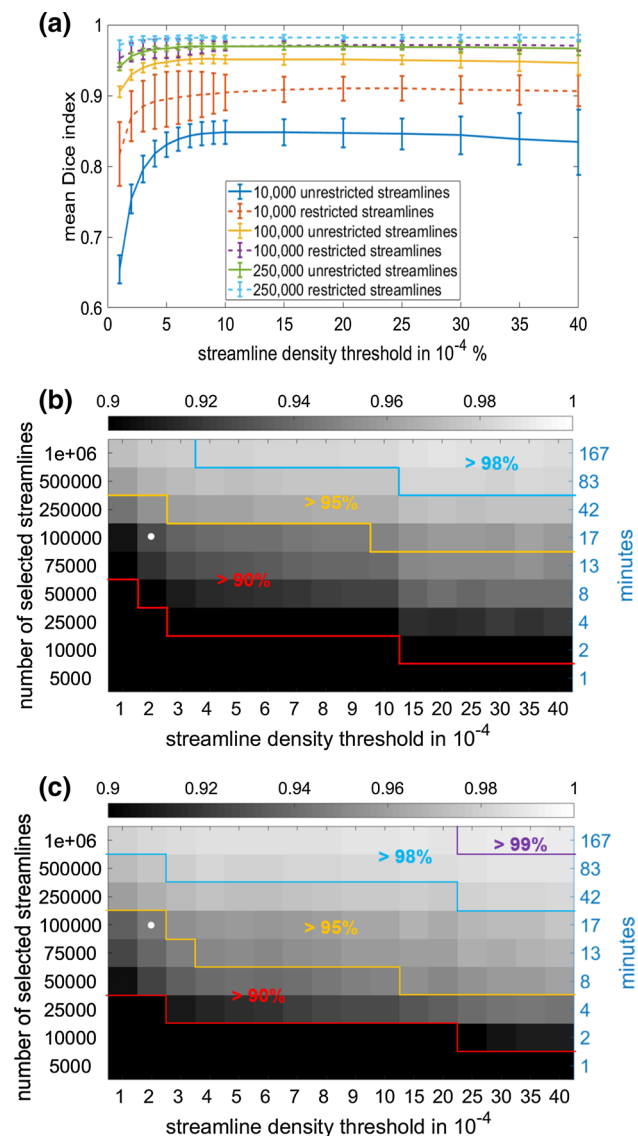 (a)
1
0.9
0.8
0.7
0.6
mean Dice index
10,000 unrestricted streamlines
10,000 restricted streamlines
100,000 unrestricted streamlines
100,000 restricted streamlines
250,000 unrestricted streamlines
250,000 restricted streamlines
0 5 10 15 20 25 30 35 40
streamline density threshold in 10⁻⁴ %
(b)
0.9 0.92 0.94 0.96 0.98 1
number of selected streamlines
1e+06 167
500000 83
250000 42
100000 17
75000 13
50000 8
25000 4
10000 2
5000 1
> 98%
> 95%
> 90%
minutes
1 2 3 4 5 6 7 8 9 10 15 20 25 30 35 40
streamline density threshold in 10⁻⁴
(c)
0.9 0.92 0.94 0.96 0.98 1
number of selected streamlines
1e+06 167
500000 83
250000 42
100000 17
75000 13
50000 8
25000 4
10000 2
5000 1
> 99%
> 98%
> 95%
> 90%
minutes
1 2 3 4 5 6 7 8 9 10 15 20 25 30 35 40
streamline density threshold in 10⁻⁴